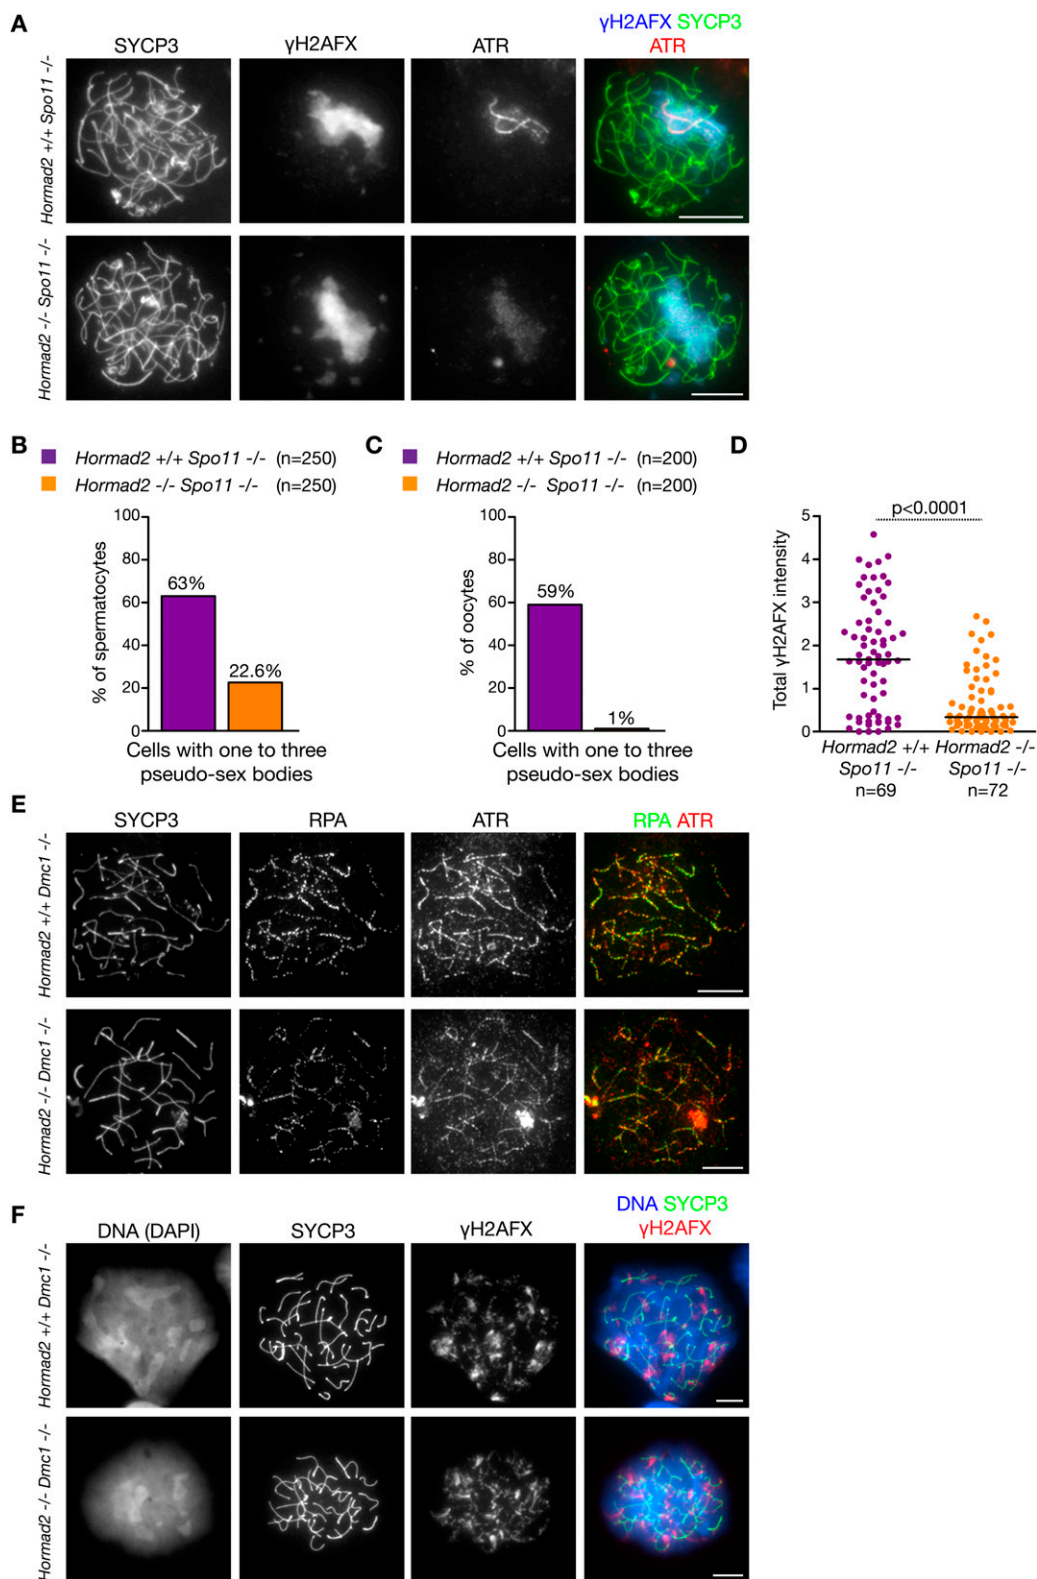 A
γH2AFX SYCP3
SYCP3 γH2AFX ATR ATR
Hormad2 +/+ Spo11 -/-
Hormad2 -/- Spo11 -/-
B
Hormad2 +/+ Spo11 -/- (n=250)
Hormad2 -/- Spo11 -/- (n=250)
100
80
60
40
20
0
% of spermatocytes
63%
22.6%
Cells with one to three
pseudo-sex bodies
C
Hormad2 +/+ Spo11 -/- (n=200)
Hormad2 -/- Spo11 -/- (n=200)
100
80
60
40
20
0
% of oocytes
59%
1%
Cells with one to three
pseudo-sex bodies
D
p<0.0001
5
4
3
2
1
0
Total γH2AFX intensity
Hormad2 +/+ Hormad2 -/-
Spo11 -/- Spo11 -/-
n=69 n=72
E
SYCP3 RPA ATR RPA ATR
Hormad2 +/+ Dmc1 -/-
Hormad2 -/- Dmc1 -/-
F
DNA SYCP3
DNA (DAPI) SYCP3 γH2AFX γH2AFX
Hormad2 +/+ Dmc1 -/-
Hormad2 -/- Dmc1 -/-